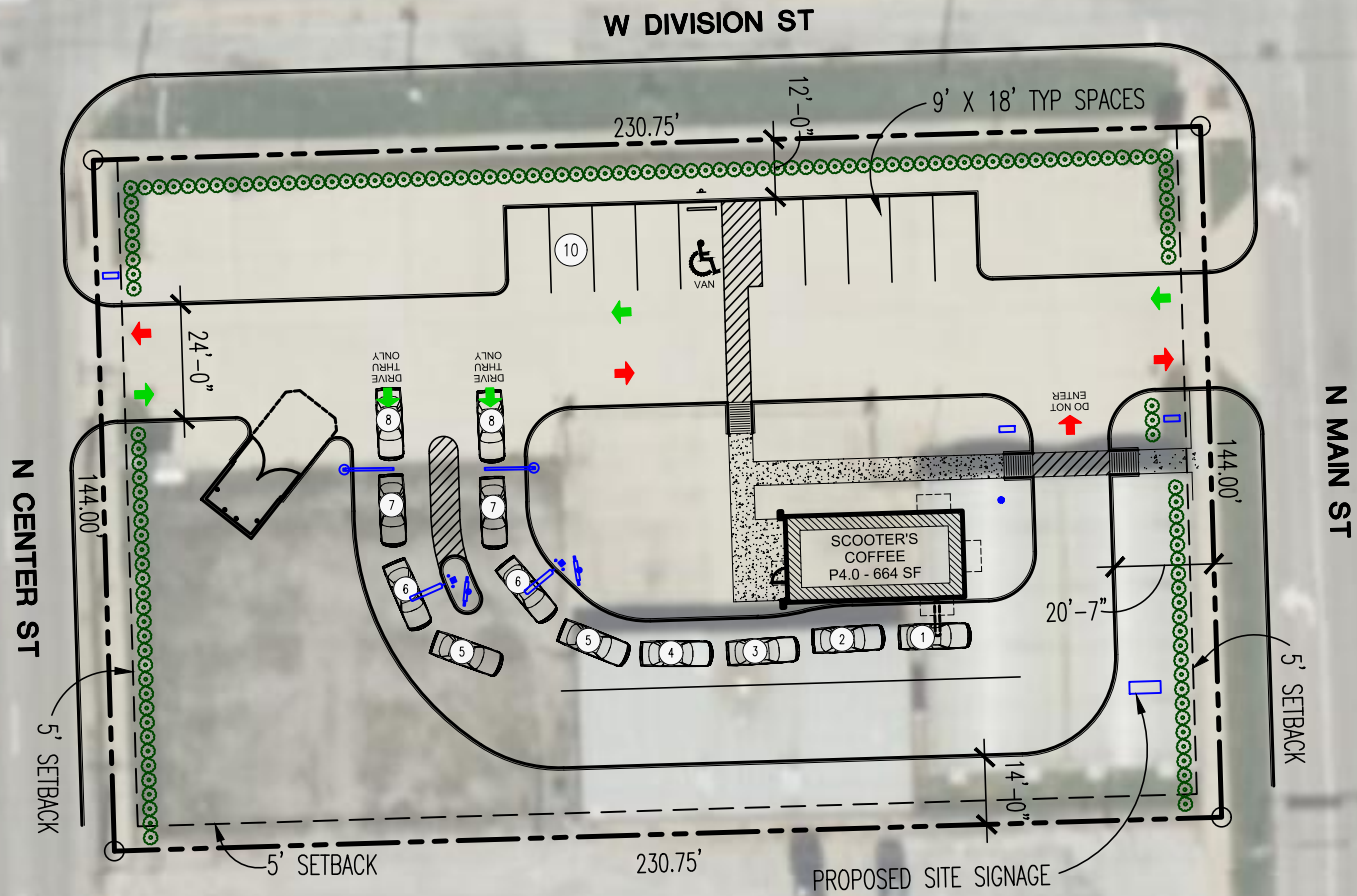 W DIVISION ST
12'-0"
9' X 18' TYP SPACES
230.75'
10
VAN
24'-0"
DRIVE
THRU
ONLY
DRIVE
THRU
ONLY
DO NOT
ENTER
8
8
7
7
6
6
5
5
4
3
2
1
SCOOTER'S
COFFEE
P4.0 - 664 SF
N CENTER ST
144.00'
144.00'
N MAIN ST
20'-7"
5' SETBACK
5' SETBACK
14'-0"
5' SETBACK
230.75'
PROPOSED SITE SIGNAGE